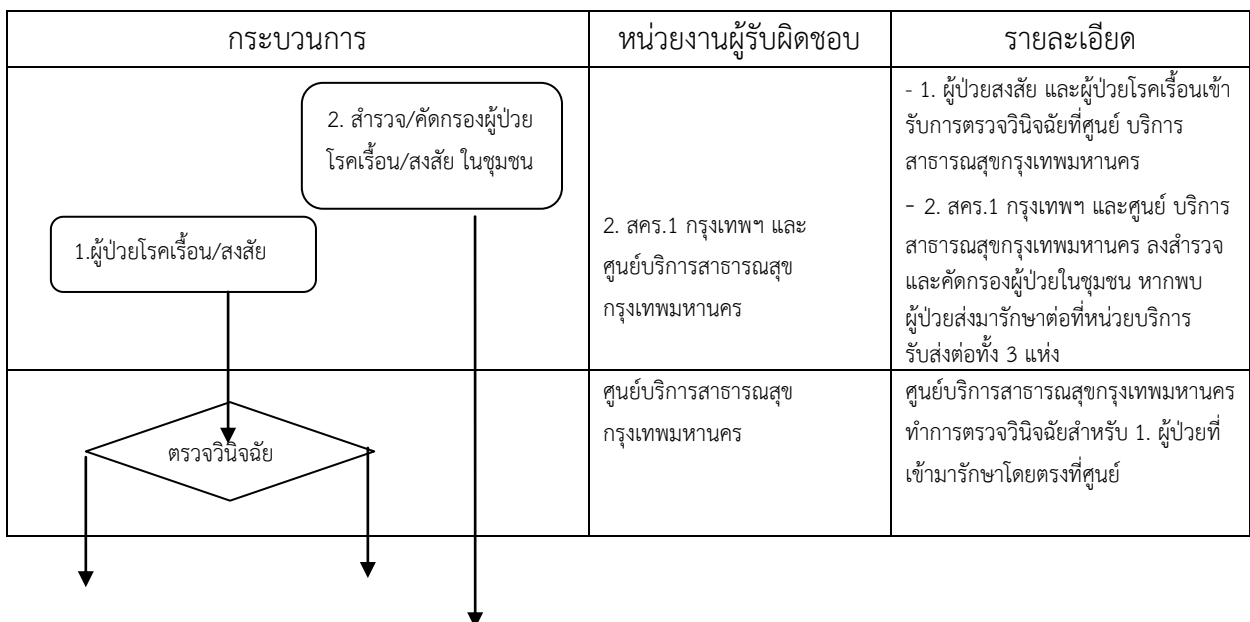 กระบวนการ
หน่วยงานผู้รับผิดชอบ
รายละเอียด
2. สำรวจ/คัดกรองผู้ป่วย
โรคเรื้อน/สงสัย ในชุมชน
1.ผู้ป่วยโรคเรื้อน/สงสัย
2. สคร.1 กรุงเทพฯ และ
ศูนย์บริการสาธารณสุข
กรุงเทพมหานคร
- 1. ผู้ป่วยสงสัย และผู้ป่วยโรคเรื้อนเข้า
รับการตรวจวินิจฉัยที่ศูนย์ บริการ
สาธารณสุขกรุงเทพมหานคร
- 2. สคร.1 กรุงเทพฯ และศูนย์ บริการ
สาธารณสุขกรุงเทพมหานคร ลงสำรวจ
และคัดกรองผู้ป่วยในชุมชน หากพบ
ผู้ป่วยส่งมารักษาต่อที่หน่วยบริการ
รับส่งต่อทั้ง 3 แห่ง
ตรวจวินิจฉัย
ศูนย์บริการสาธารณสุข
กรุงเทพมหานคร
ศูนย์บริการสาธารณสุขกรุงเทพมหานคร
ทำการตรวจวินิจฉัยสำหรับ 1. ผู้ป่วยที่
เข้ามารักษาโดยตรงที่ศูนย์